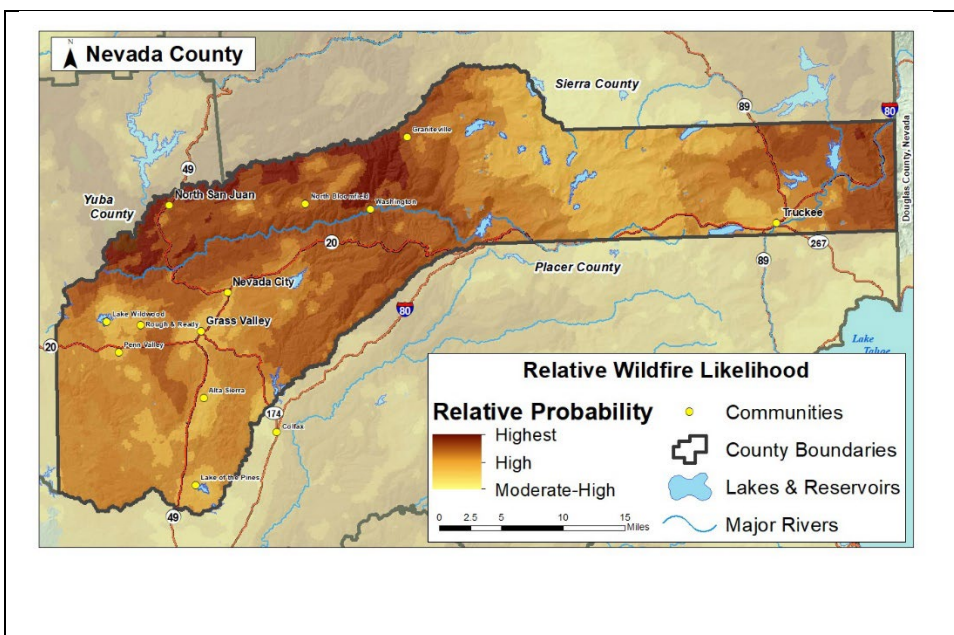 N
Nevada County
Sierra County
89
80
Douglas County, Nevada
Graniteville
49
Yuba
County
North San Juan
North Bloomfield
Washington
Truckee
20
267
Placer County
89
Nevada City
80
Lake Wildwood
Rough & Ready
Grass Valley
20
Penn Valley
Lake
Tahoe
Alta Sierra
174
Colfax
Lake of the Pines
49
Relative Wildfire Likelihood
Relative Probability
Highest
High
Moderate-High
0 2.5 5 10 15
Miles
Communities
County Boundaries
Lakes & Reservoirs
Major Rivers